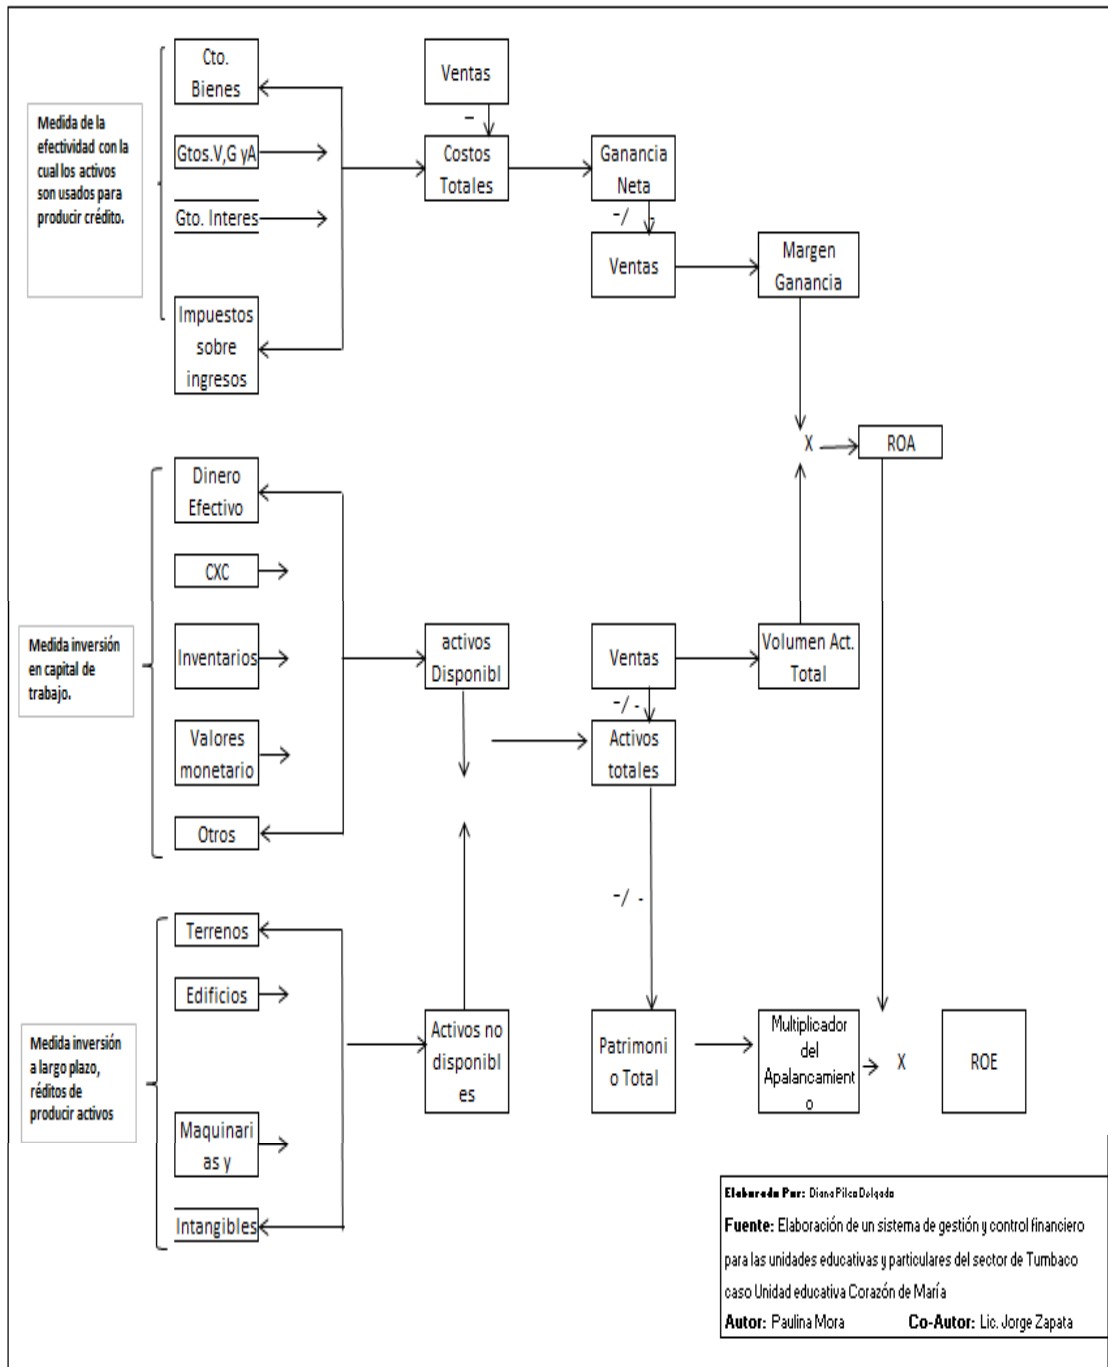 Cto.
Bienes
Ventas
−
Medida de la
efectividad con la
cual los activos
son usados para
producir crédito.
Gtos.V,G yA
Costos
Totales
Ganancia
Neta
Gto. Interes
−/ -
Ventas
Margen
Ganancia
Impuestos
sobre
ingresos
X
ROA
Dinero
Efectivo
CXC
Medida inversión
en capital de
trabajo.
Inventarios
activos
Disponibl
Ventas
Volumen Act.
Total
−/ -
Valores
monetario
Activos
totales
Otros
−/ -
Terrenos
Edificios
Medida inversión
a largo plazo,
réditos de
producir activos
Activos no
disponibl
es
Patrimoni
o Total
Multiplicador
del
Apalancamient
o
X
ROE
Maquinari
as y
Intangibles
Elaborado Por: Diana Pilco Delgado
Fuente: Elaboración de un sistema de gestión y control financiero
para las unidades educativas y particulares del sector de Tumbaco
caso Unidad educativa Corazón de María
Autor: Paulina Mora Co-Autor: Lic. Jorge Zapata